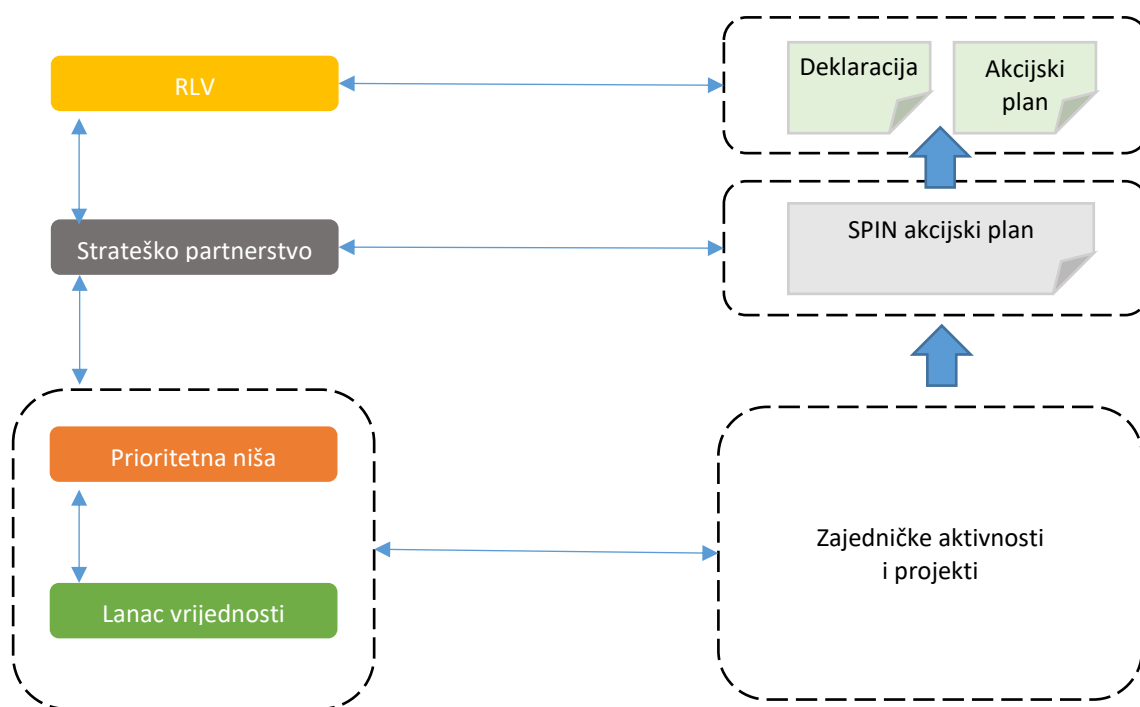 RLV
Deklaracija
Akcijski
plan
Strateško partnerstvo
SPIN akcijski plan
Prioritetna niša
Zajedničke aktivnosti
i projekti
Lanac vrijednosti